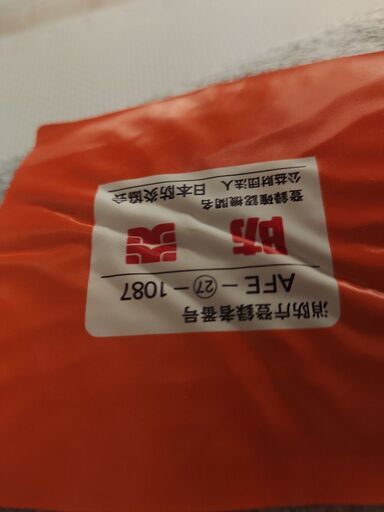 消防庁登録者番号
AFE－㉗－1087
防炎
登録確認機関名
公益財団法人
日本防炎協会